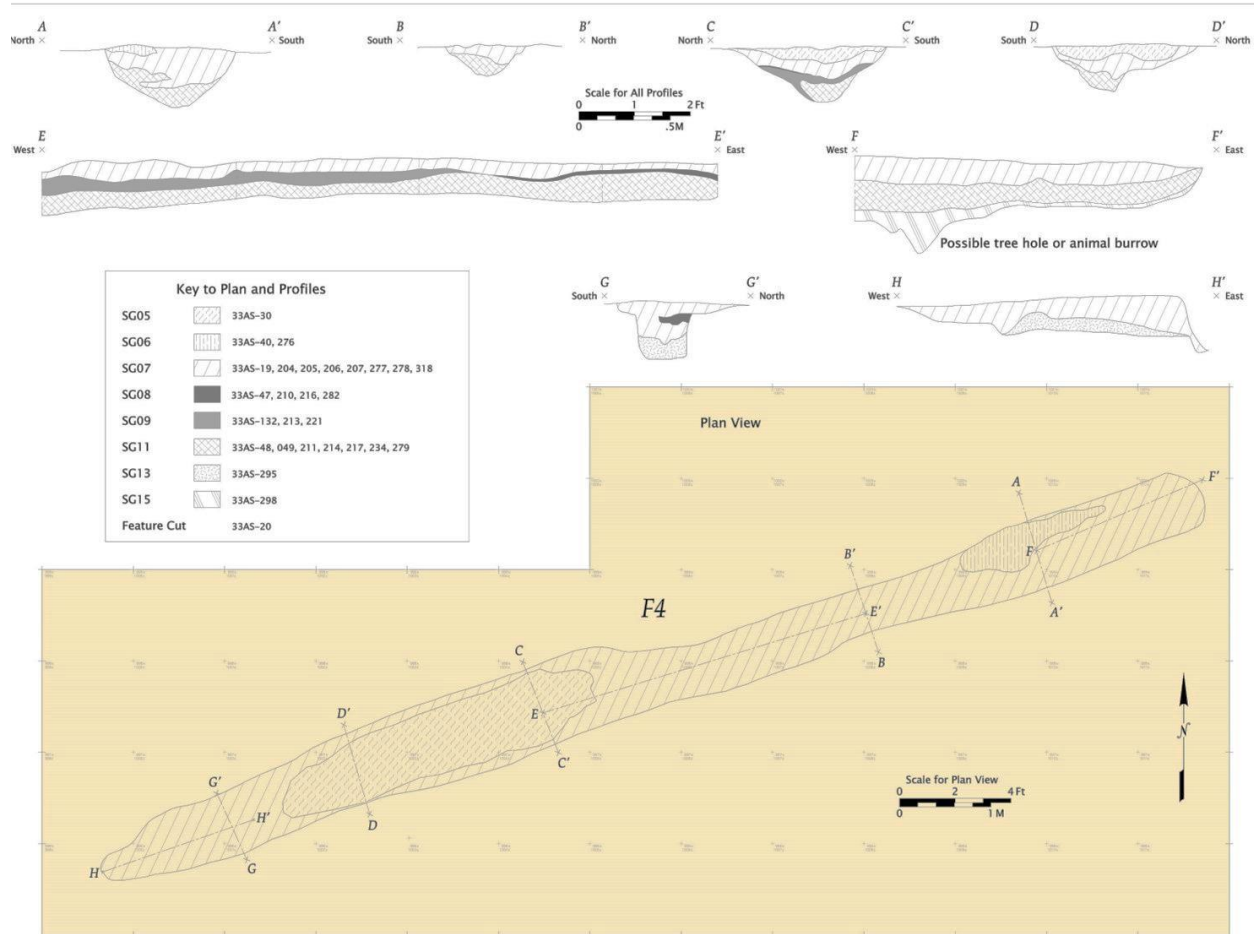 A A' B B' C C' D D'
North South South North North South South North
Scale for All Profiles
0 1 2 Ft
0 .5M
E E' F F'
West East West East
Possible tree hole or animal burrow
G G' H H'
South North West East
Key to Plan and Profiles
SG05 33AS-30
SG06 33AS-40, 276
SG07 33AS-19, 204, 205, 206, 207, 277, 278, 318
SG08 33AS-47, 210, 216, 282
SG09 33AS-132, 213, 221
SG11 33AS-48, 049, 211, 214, 217, 234, 279
SG13 33AS-295
SG15 33AS-298
Feature Cut 33AS-20
Plan View
A
F'
F
B'
F4
E'
A'
C
B
E
D'
N
C'
G'
Scale for Plan View
0 2 4 Ft
0 1 M
H'
D
G
H